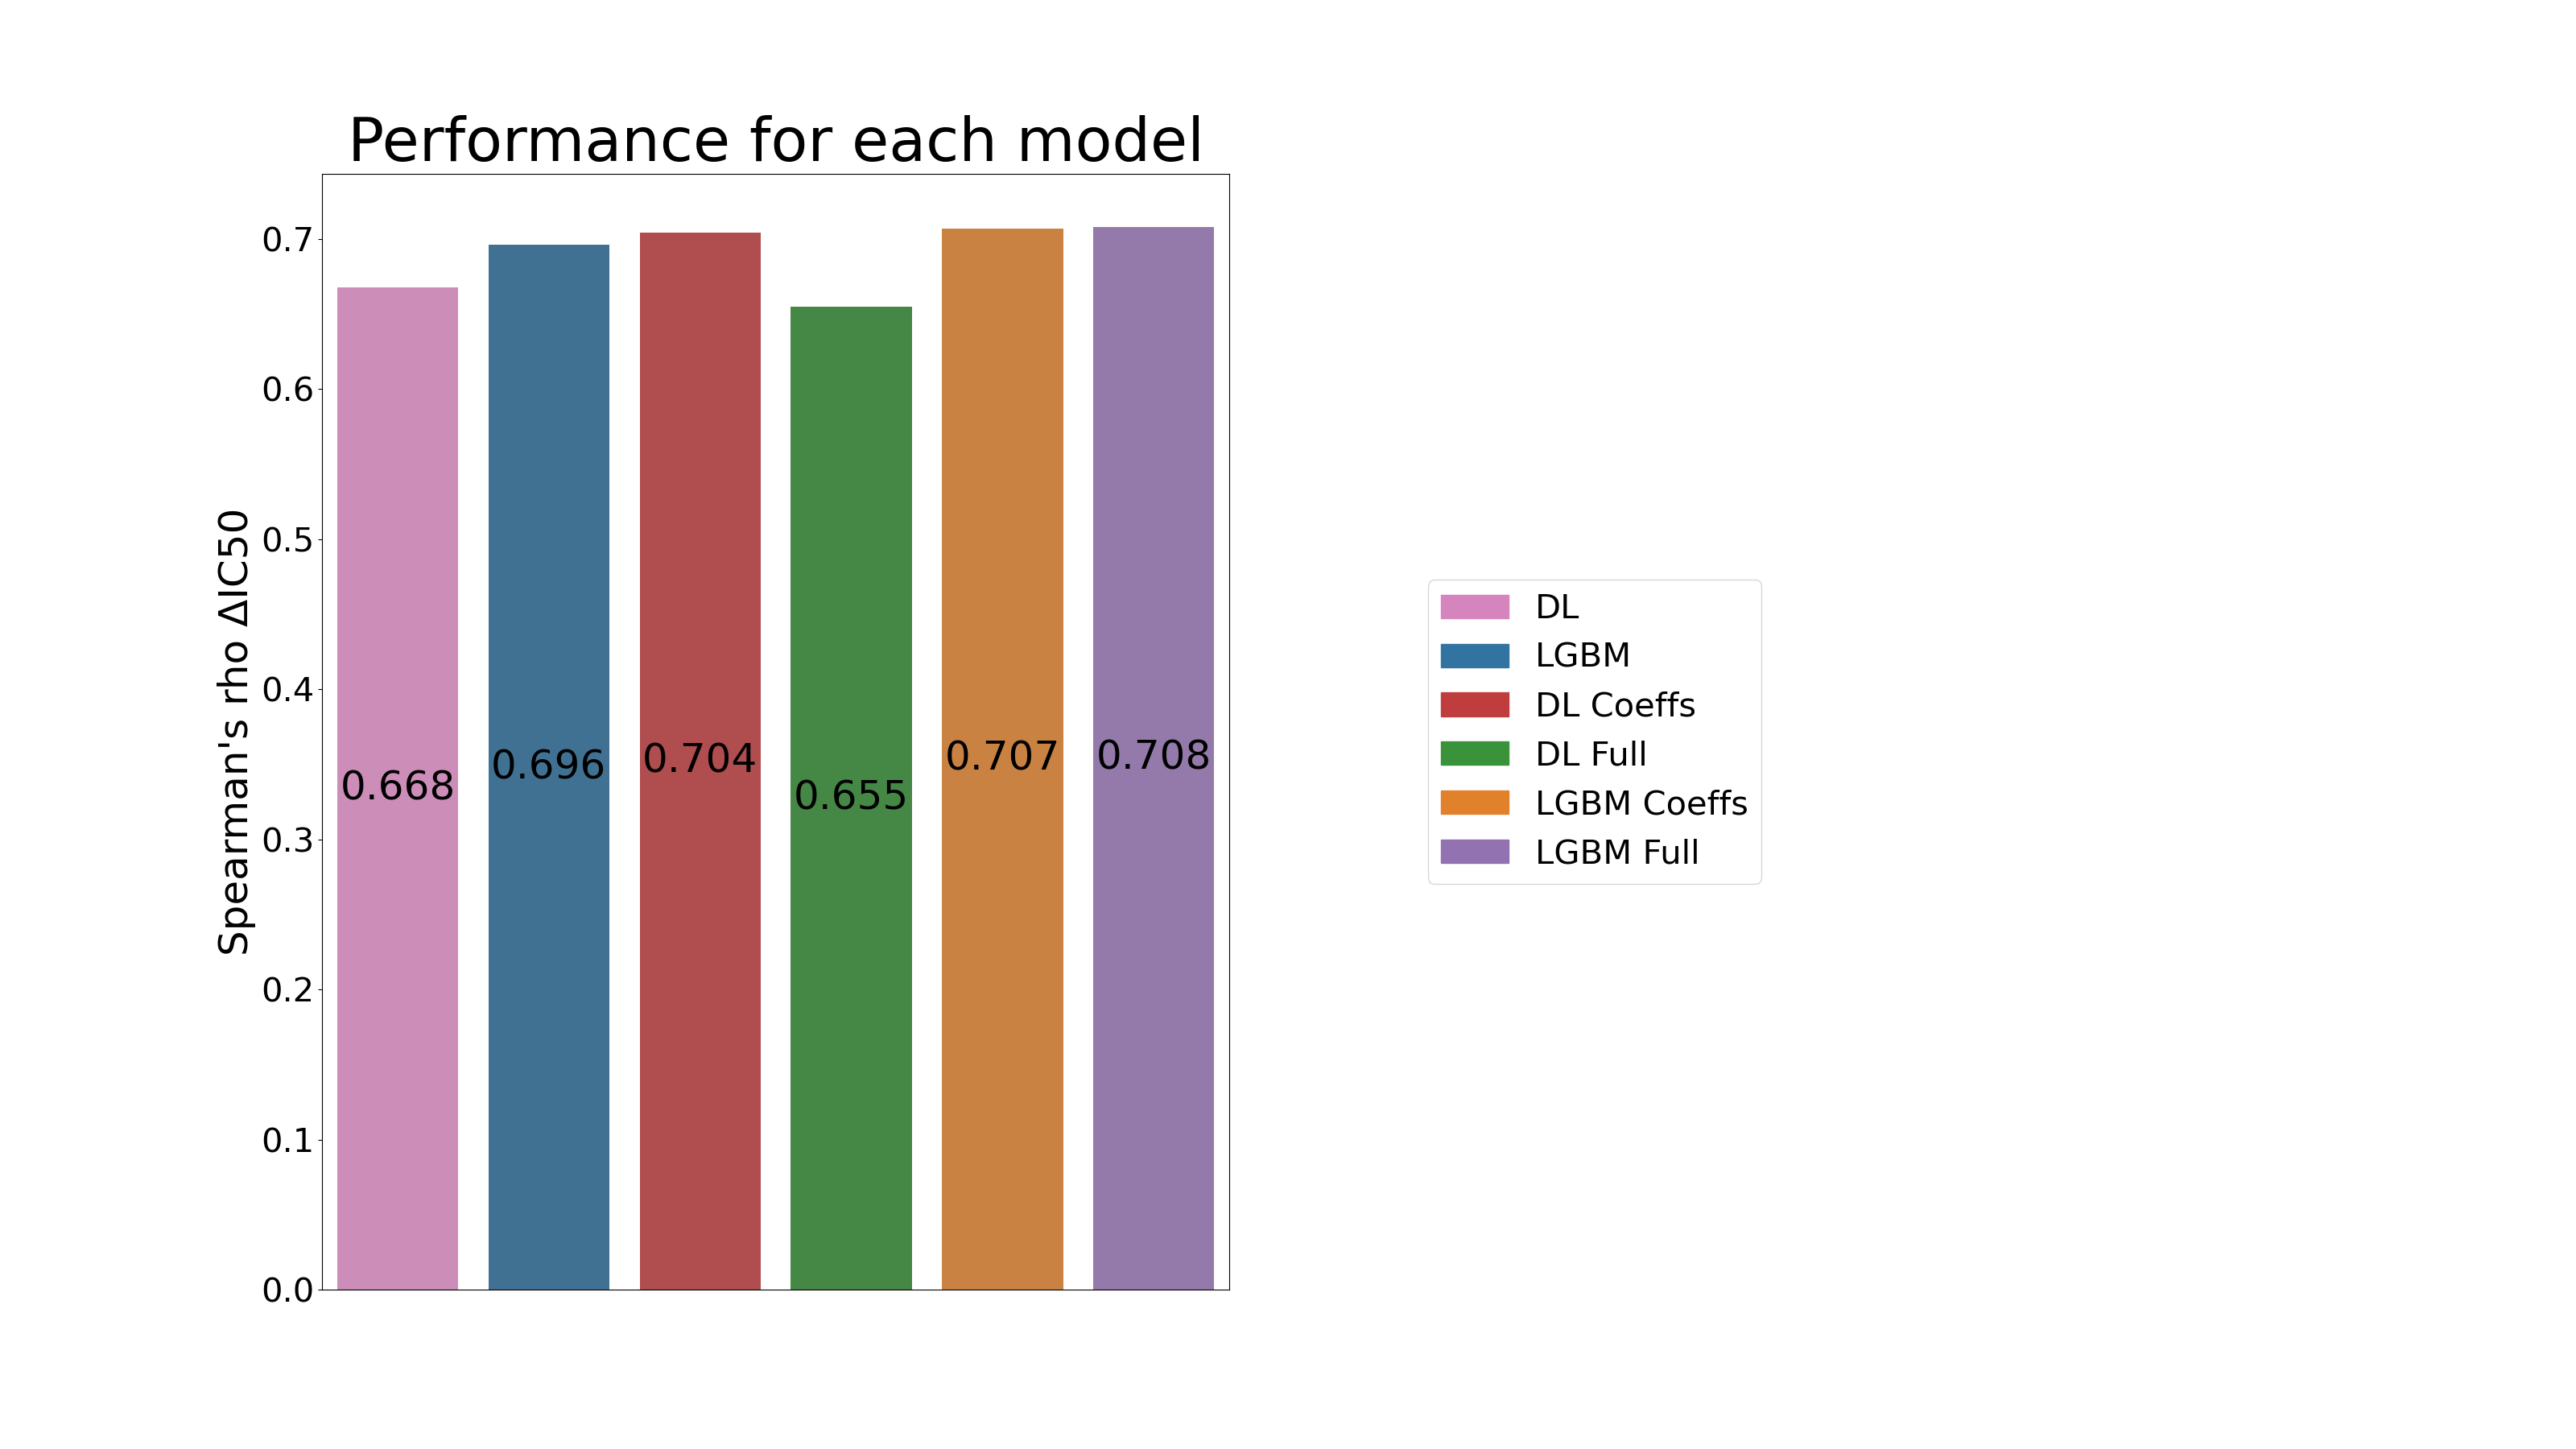 Performance for each model
Spearman's rho ΔIC50
0.7
0.6
0.5
0.4
0.3
0.2
0.1
0.0
0.668
0.696
0.704
0.655
0.707
0.708
DL
LGBM
DL Coeffs
DL Full
LGBM Coeffs
LGBM Full